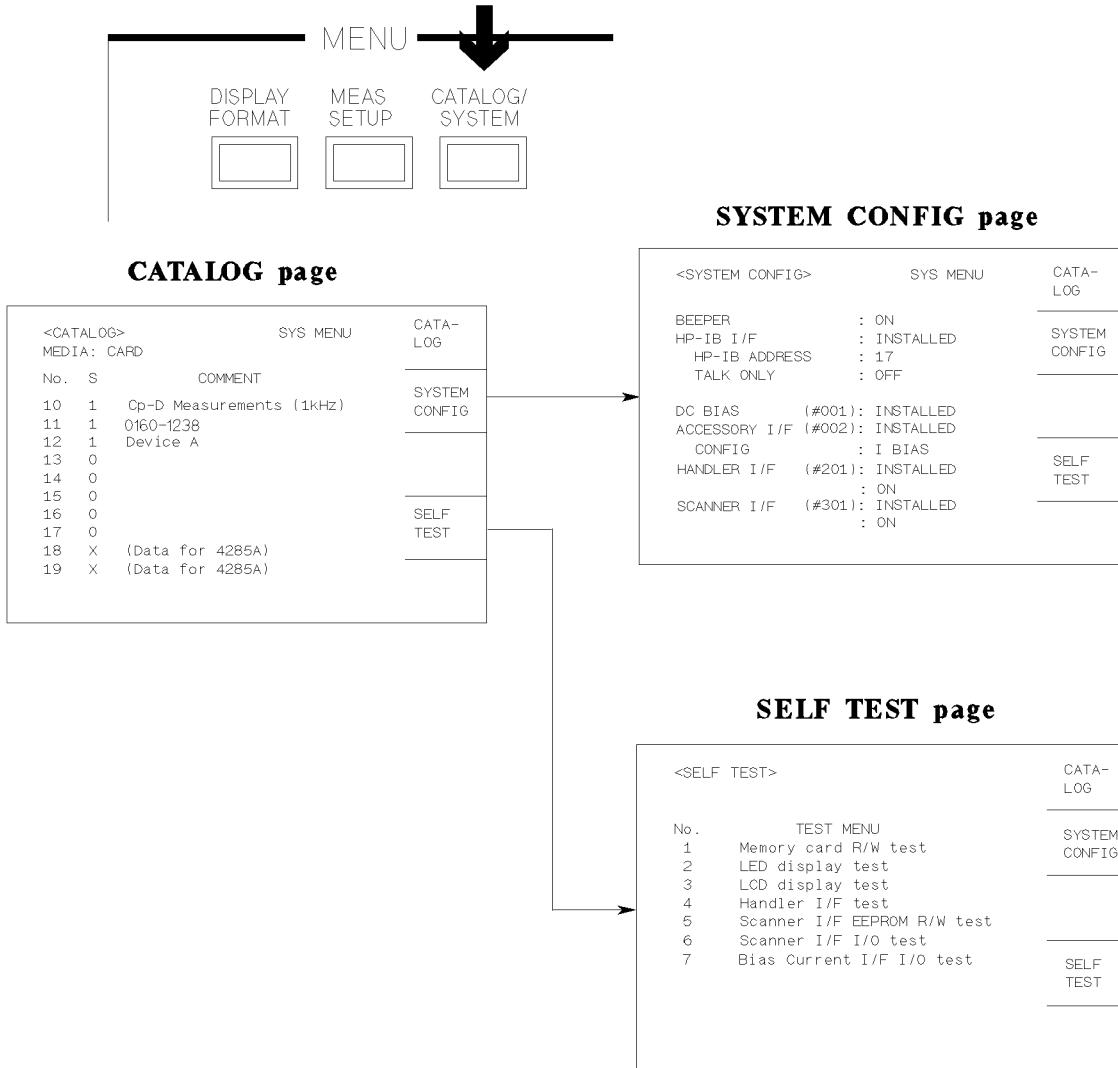 MENU
DISPLAY FORMAT
MEAS SETUP
CATALOG/ SYSTEM
CATALOG page
<CATALOG> SYS MENU
MEDIA: CARD
No. S COMMENT
10 1 Cp-D Measurements (1kHz)
11 1 0160-1238
12 1 Device A
13 0
14 0
15 0
16 0
17 0
18 X (Data for 4285A)
19 X (Data for 4285A)
CATA-
LOG
SYSTEM
CONFIG
SELF
TEST
SYSTEM CONFIG page
<SYSTEM CONFIG> SYS MENU
BEEPER : ON
HP-IB I/F : INSTALLED
HP-IB ADDRESS : 17
TALK ONLY : OFF
DC BIAS (#001): INSTALLED
ACCESSORY I/F (#002): INSTALLED
CONFIG : I BIAS
HANDLER I/F (#201): INSTALLED
: ON
SCANNER I/F (#301): INSTALLED
: ON
CATA-
LOG
SYSTEM
CONFIG
SELF
TEST
SELF TEST page
<SELF TEST>
No. TEST MENU
1 Memory card R/W test
2 LED display test
3 LCD display test
4 Handler I/F test
5 Scanner I/F EEPROM R/W test
6 Scanner I/F I/O test
7 Bias Current I/F I/O test
CATA-
LOG
SYSTEM
CONFIG
SELF
TEST